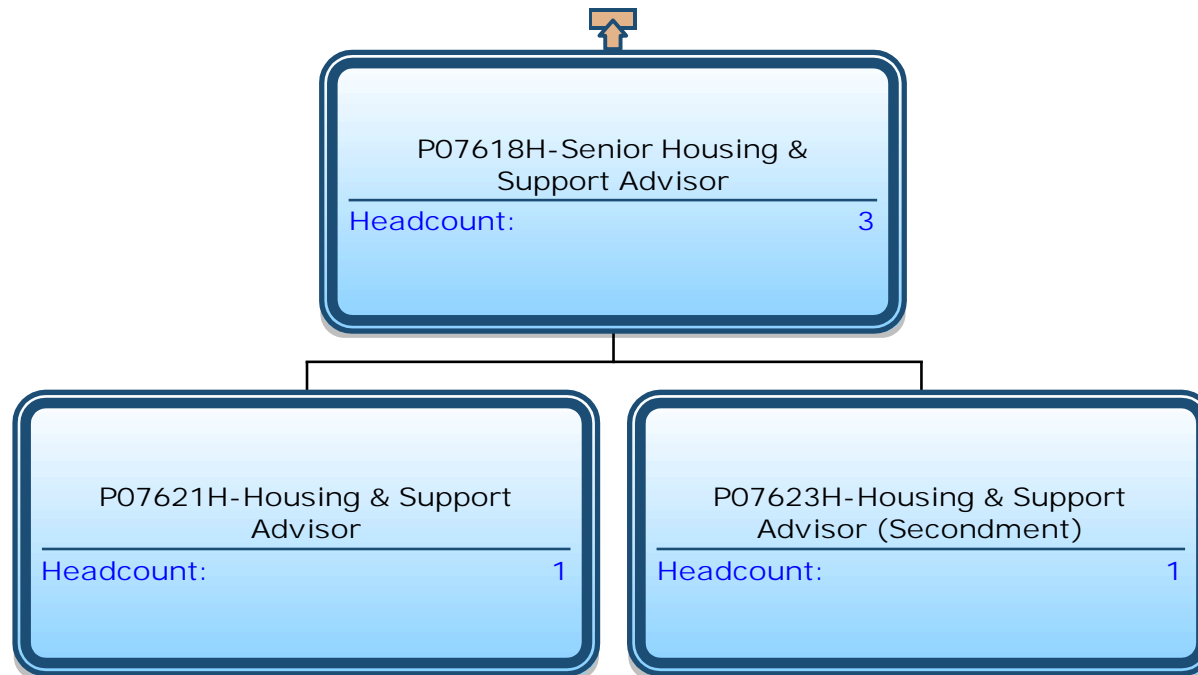 P07618H-Senior Housing &
Support Advisor
Headcount: 3
P07621H-Housing & Support
Advisor
Headcount: 1
P07623H-Housing & Support
Advisor (Secondment)
Headcount: 1